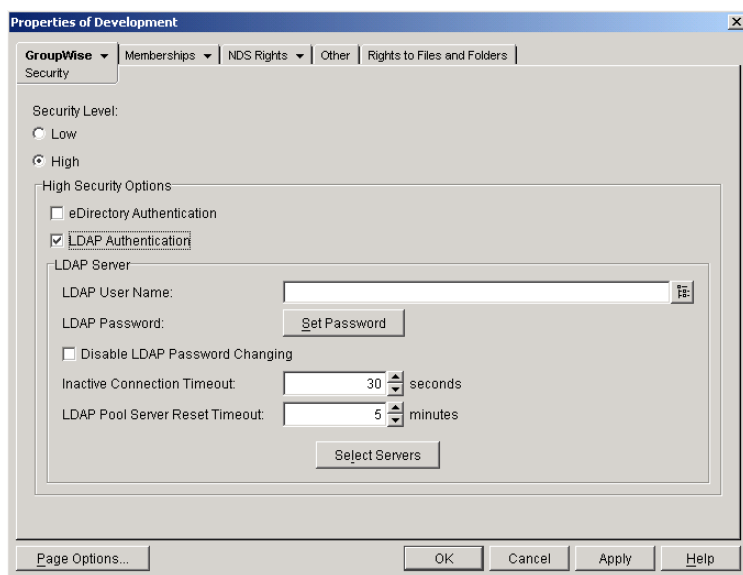 Properties of Development
GroupWise Memberships NDS Rights Other Rights to Files and Folders
Security
Security Level:
Low
High
High Security Options
eDirectory Authentication
LDAP Authentication
LDAP Server
LDAP User Name:
LDAP Password: Set Password
Disable LDAP Password Changing
Inactive Connection Timeout: 30 seconds
LDAP Pool Server Reset Timeout: 5 minutes
Select Servers
Page Options... OK Cancel Apply Help